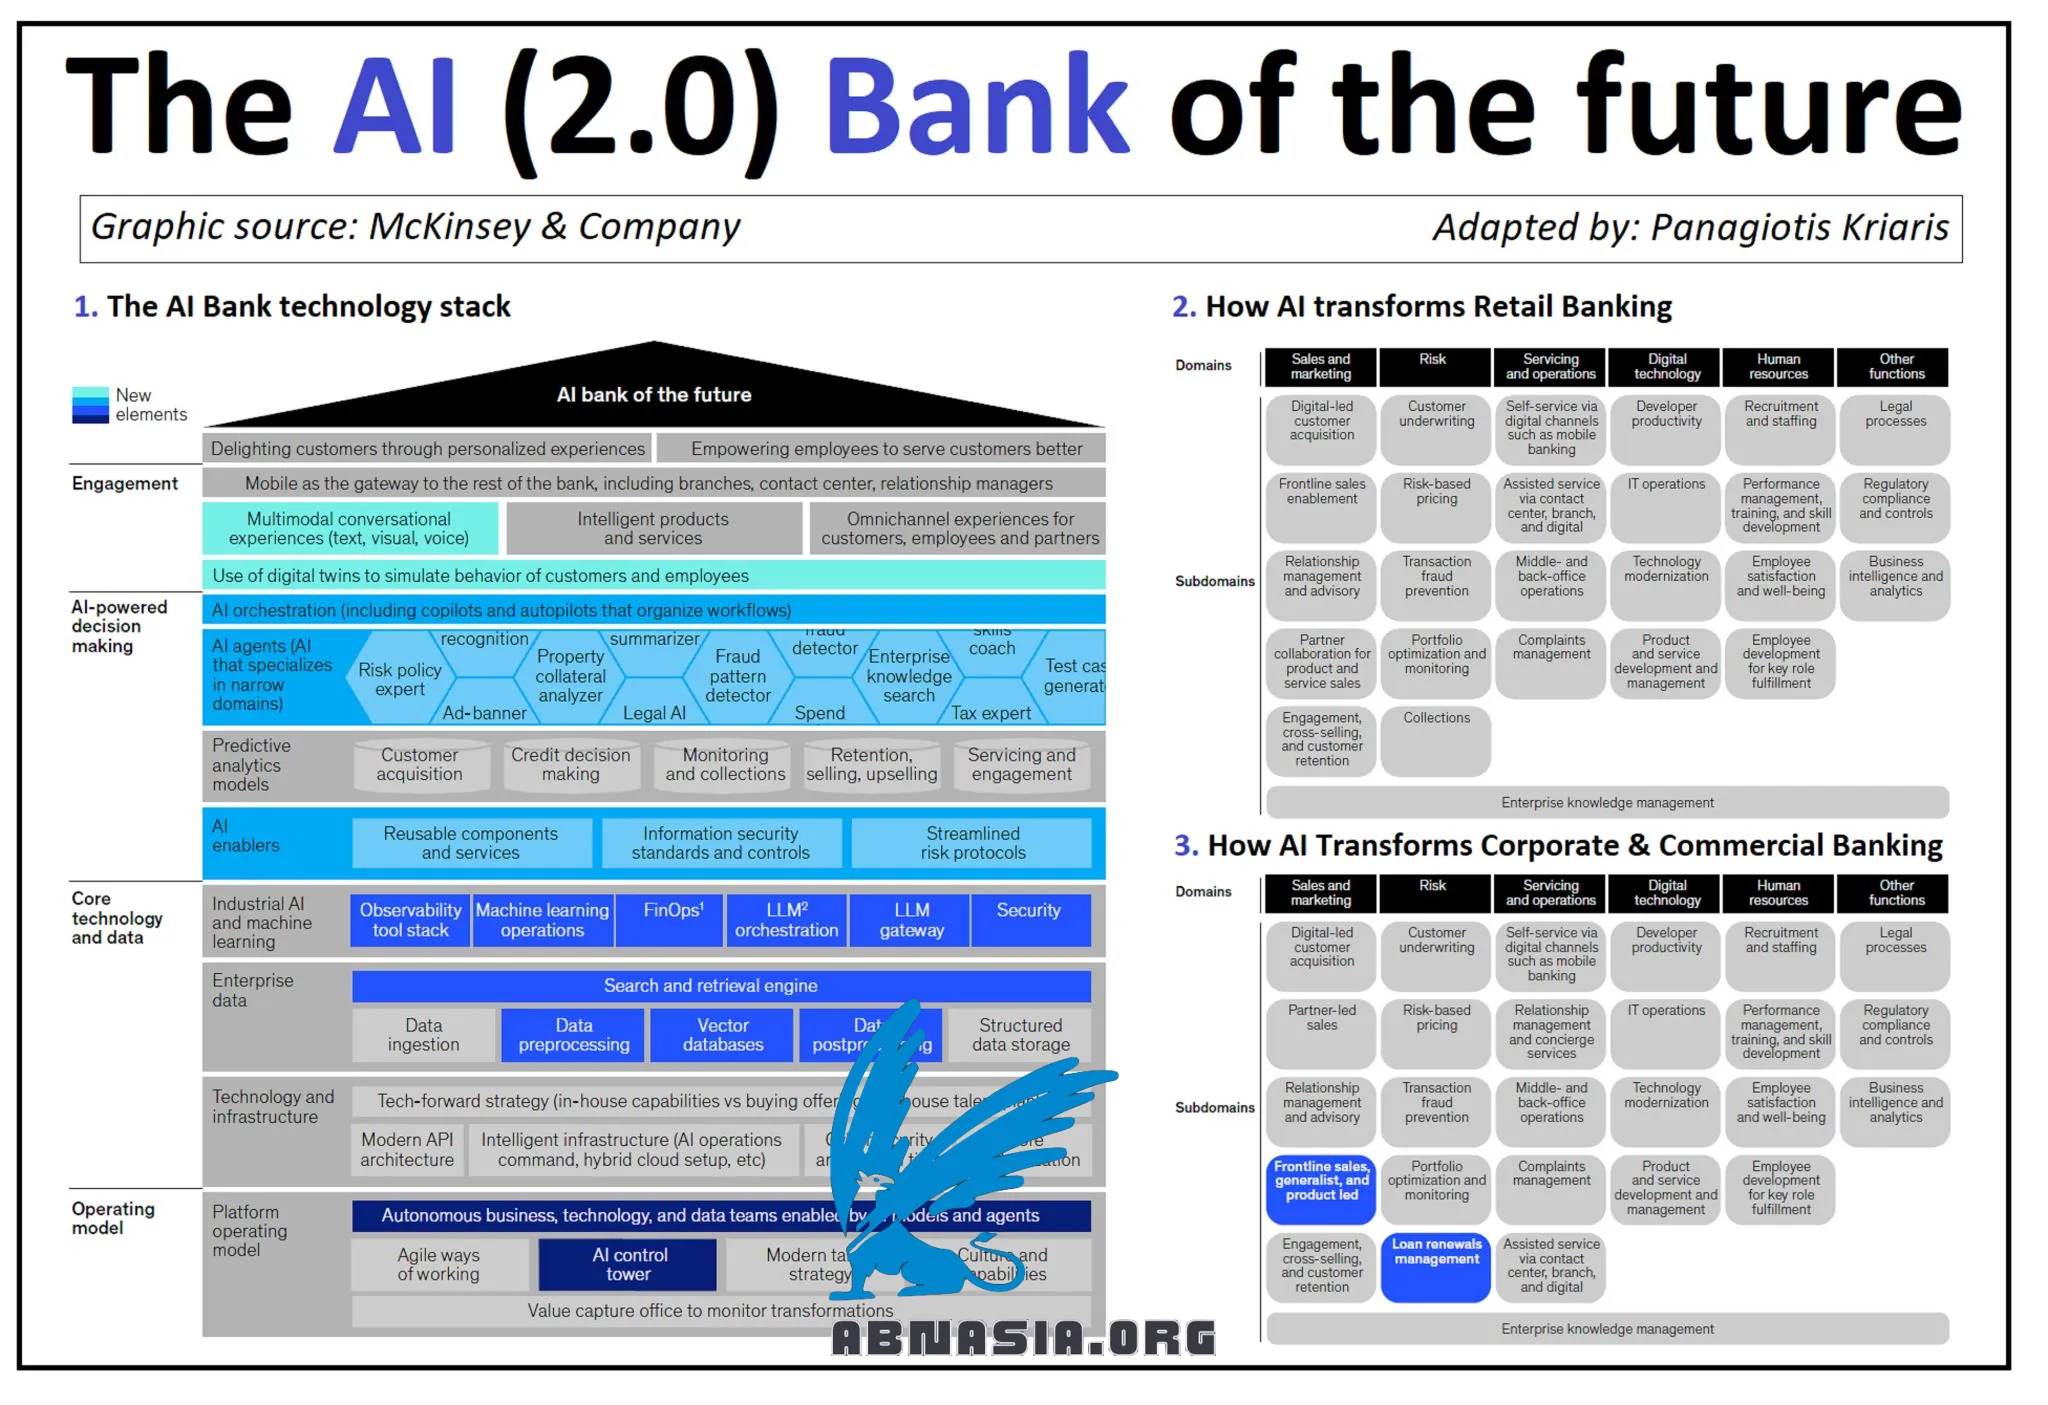 The AI (2.0) Bank of the future
Graphic source: McKinsey & Company
Adapted by: Panagiotis Kriaris
1. The AI Bank technology stack
New
elements
AI bank of the future
Delighting customers through personalized experiences
Empowering employees to serve customers better
Engagement
Mobile as the gateway to the rest of the bank, including branches, contact center, relationship managers
Multimodal conversational
experiences (text, visual, voice)
Intelligent products
and services
Omnichannel experiences for
customers, employees and partners
Use of digital twins to simulate behavior of customers and employees
AI-powered
decision
making
AI orchestration (including copilots and autopilots that organize workflows)
AI agents (AI
that specializes
in narrow
domains)
Risk policy
expert
recognition
Ad-banner
Property
collateral
analyzer
summarizer
Legal AI
Fraud
pattern
detector
fraud
detector
Spend
Enterprise
knowledge
search
skills
coach
Tax expert
Test cas
generat
Predictive
analytics
models
Customer
acquisition
Credit decision
making
Monitoring
and collections
Retention,
selling, upselling
Servicing and
engagement
AI
enablers
Reusable components
and services
Information security
standards and controls
Streamlined
risk protocols
Core
technology
and data
Industrial AI
and machine
learning
Observability
tool stack
Machine learning
operations
FinOps¹
LLM²
orchestration
LLM
gateway
Security
Enterprise
data
Search and retrieval engine
Data
ingestion
Data
preprocessing
Vector
databases
Data
Structured
data storage
Technology and
infrastructure
Tech-forward strategy (in-house capabilities vs buying
Modern API
architecture
Intelligent infrastructure (AI operations
command, hybrid cloud setup, etc)
Operating
model
Platform
operating
model
Autonomous business, technology, and data teams enabled by models and agents
Agile ways
of working
AI control
tower
Modern
strategy
Culture and
Value capture office to monitor transformations
ABNASIA.ORG
2. How AI transforms Retail Banking
Domains
Sales and
marketing
Risk
Servicing
and operations
Digital
technology
Human
resources
Other
functions
Subdomains
Digital-led
customer
acquisition
Customer
underwriting
Self-service via
digital channels
such as mobile
banking
Developer
productivity
Recruitment
and staffing
Legal
processes
Frontline sales
enablement
Risk-based
pricing
Assisted service
via contact
center, branch,
and digital
IT operations
Performance
management,
training, and skill
development
Regulatory
compliance
and controls
Relationship
management
and advisory
Transaction
fraud
prevention
Middle- and
back-office
operations
Technology
modernization
Employee
satisfaction
and well-being
Business
intelligence and
analytics
Partner
collaboration for
product and
service sales
Portfolio
optimization and
monitoring
Complaints
management
Product
and service
development and
management
Employee
development
for key role
fulfillment
Engagement,
cross-selling,
and customer
retention
Collections
Enterprise knowledge management
3. How AI Transforms Corporate & Commercial Banking
Domains
Sales and
marketing
Risk
Servicing
and operations
Digital
technology
Human
resources
Other
functions
Subdomains
Digital-led
customer
acquisition
Customer
underwriting
Self-service via
digital channels
such as mobile
banking
Developer
productivity
Recruitment
and staffing
Legal
processes
Partner-led
sales
Risk-based
pricing
Relationship
management
and concierge
services
IT operations
Performance
management,
training, and skill
development
Regulatory
compliance
and controls
Relationship
management
and advisory
Transaction
fraud
prevention
Middle- and
back-office
operations
Technology
modernization
Employee
satisfaction
and well-being
Business
intelligence and
analytics
Frontline sales,
generalist, and
product led
Portfolio
optimization and
monitoring
Complaints
management
Product
and service
development and
management
Employee
development
for key role
fulfillment
Engagement,
cross-selling,
and customer
retention
Loan renewals
management
Assisted service
via contact
center, branch,
and digital
Enterprise knowledge management